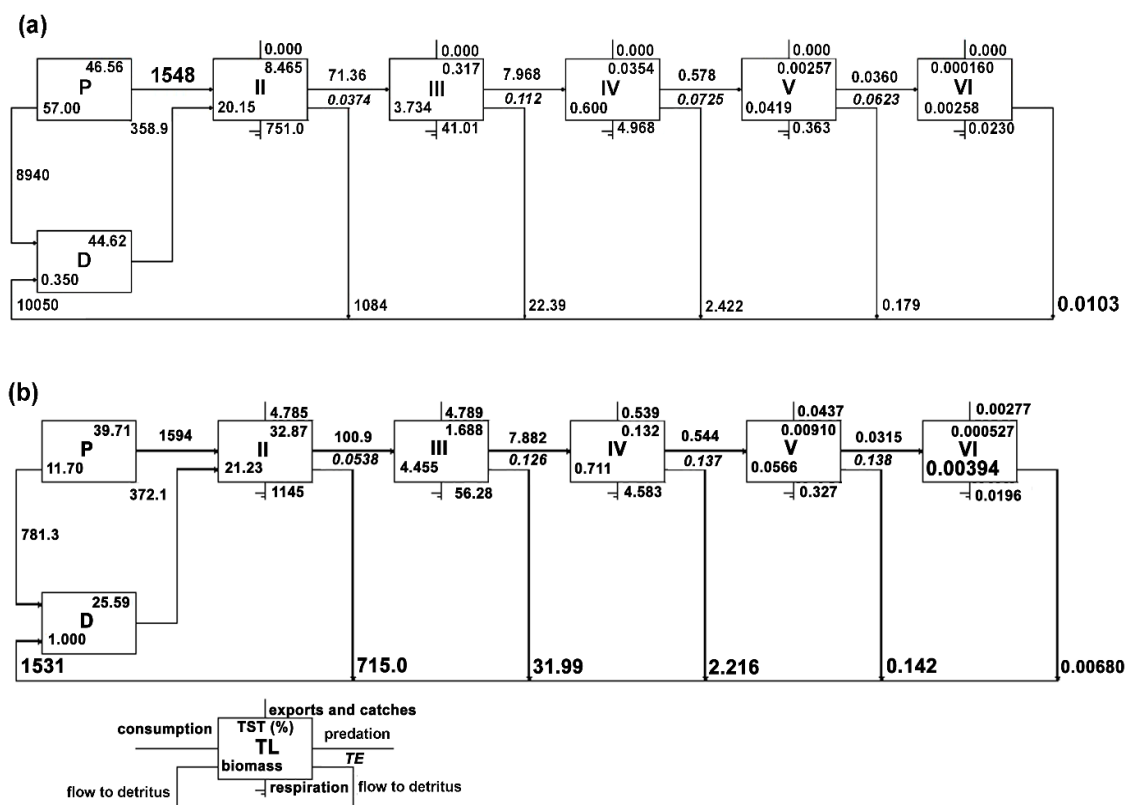 (a)
0.000 0.000 0.000 0.000 0.000
46.56 8.465 0.317 0.0354 0.00257 0.000160
P 1548 II 71.36 III 7.968 IV 0.578 V 0.0360 VI
0.0374 0.112 0.0725 0.0623
57.00 20.15 3.734 0.600 0.0419 0.00258
358.9 751.0 41.01 4.968 0.363 0.0230
8940
44.62
D
0.350
10050 1084 22.39 2.422 0.179 0.0103
(b)
4.785 4.789 0.539 0.0437 0.00277
39.71 32.87 1.688 0.132 0.00910 0.000527
P 1594 II 100.9 III 7.882 IV 0.544 V 0.0315 VI
0.0538 0.126 0.137 0.138
11.70 21.23 4.455 0.711 0.0566 0.00394
372.1 1145 56.28 4.583 0.327 0.0196
781.3
25.59
D
1.000
1531 715.0 31.99 2.216 0.142 0.00680
exports and catches
consumption TST (%) predation
TL
TE
biomass
flow to detritus respiration flow to detritus